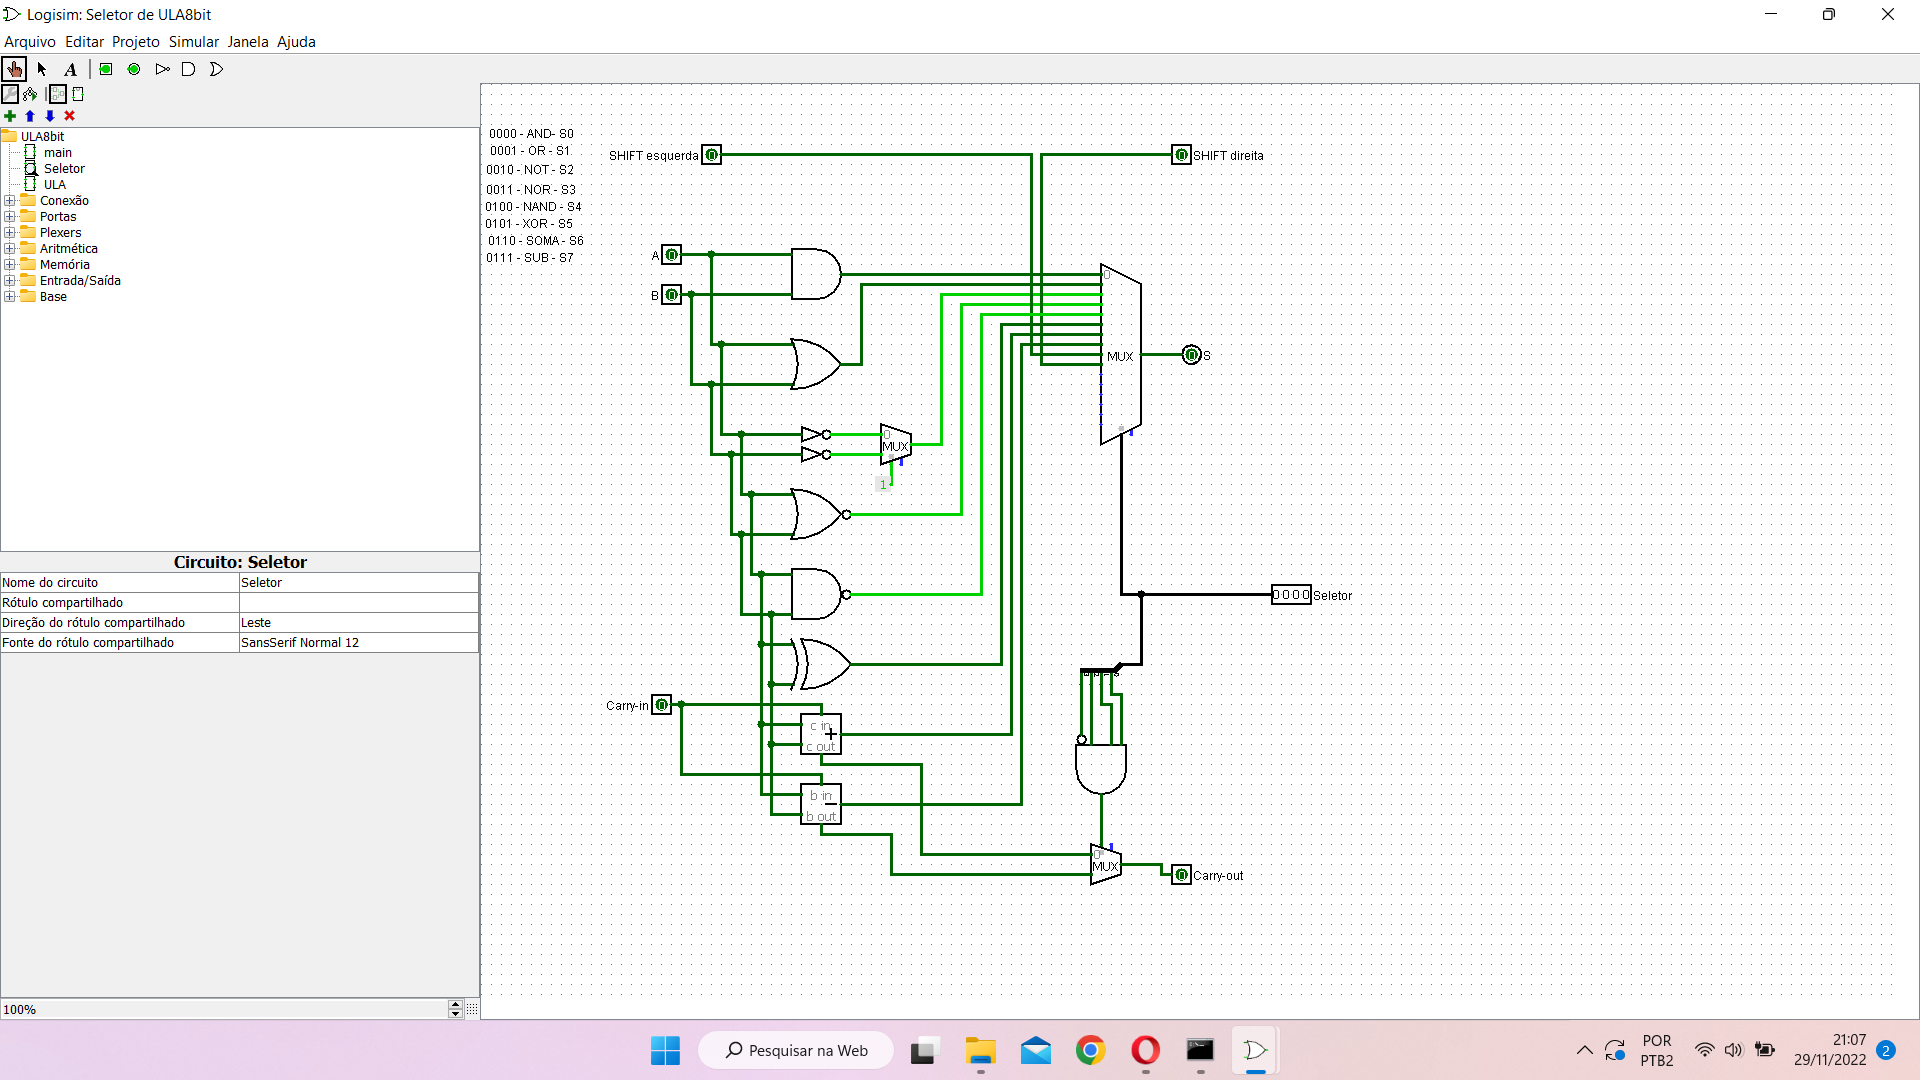 Logisim: Seletor de ULA8bit
Arquivo Editar Projeto Simular Janela Ajuda
A
ULA8bit
main
Seletor
ULA
Conexão
Portas
Plexers
Aritmética
Memória
Entrada/Saída
Base
Circuito: Seletor
Nome do circuito Seletor
Rótulo compartilhado
Direção do rótulo compartilhado Leste
Fonte do rótulo compartilhado SansSerif Normal 12
100%
0000 - AND- S0
0001 - OR - S1
0010 - NOT - S2
0011 - NOR - S3
0100 - NAND - S4
0101 - XOR - S5
0110 - SOMA - S6
0111 - SUB - S7
SHIFT esquerda 0
0 SHIFT direita
A 0
B 0
0
MUX
0 S
0
MUX
1
0000 Seletor
Carry-in 0
c in
+
c out
b in
b out
0
MUX
0 Carry-out
Pesquisar na Web
POR
PTB2
21:07
29/11/2022
2